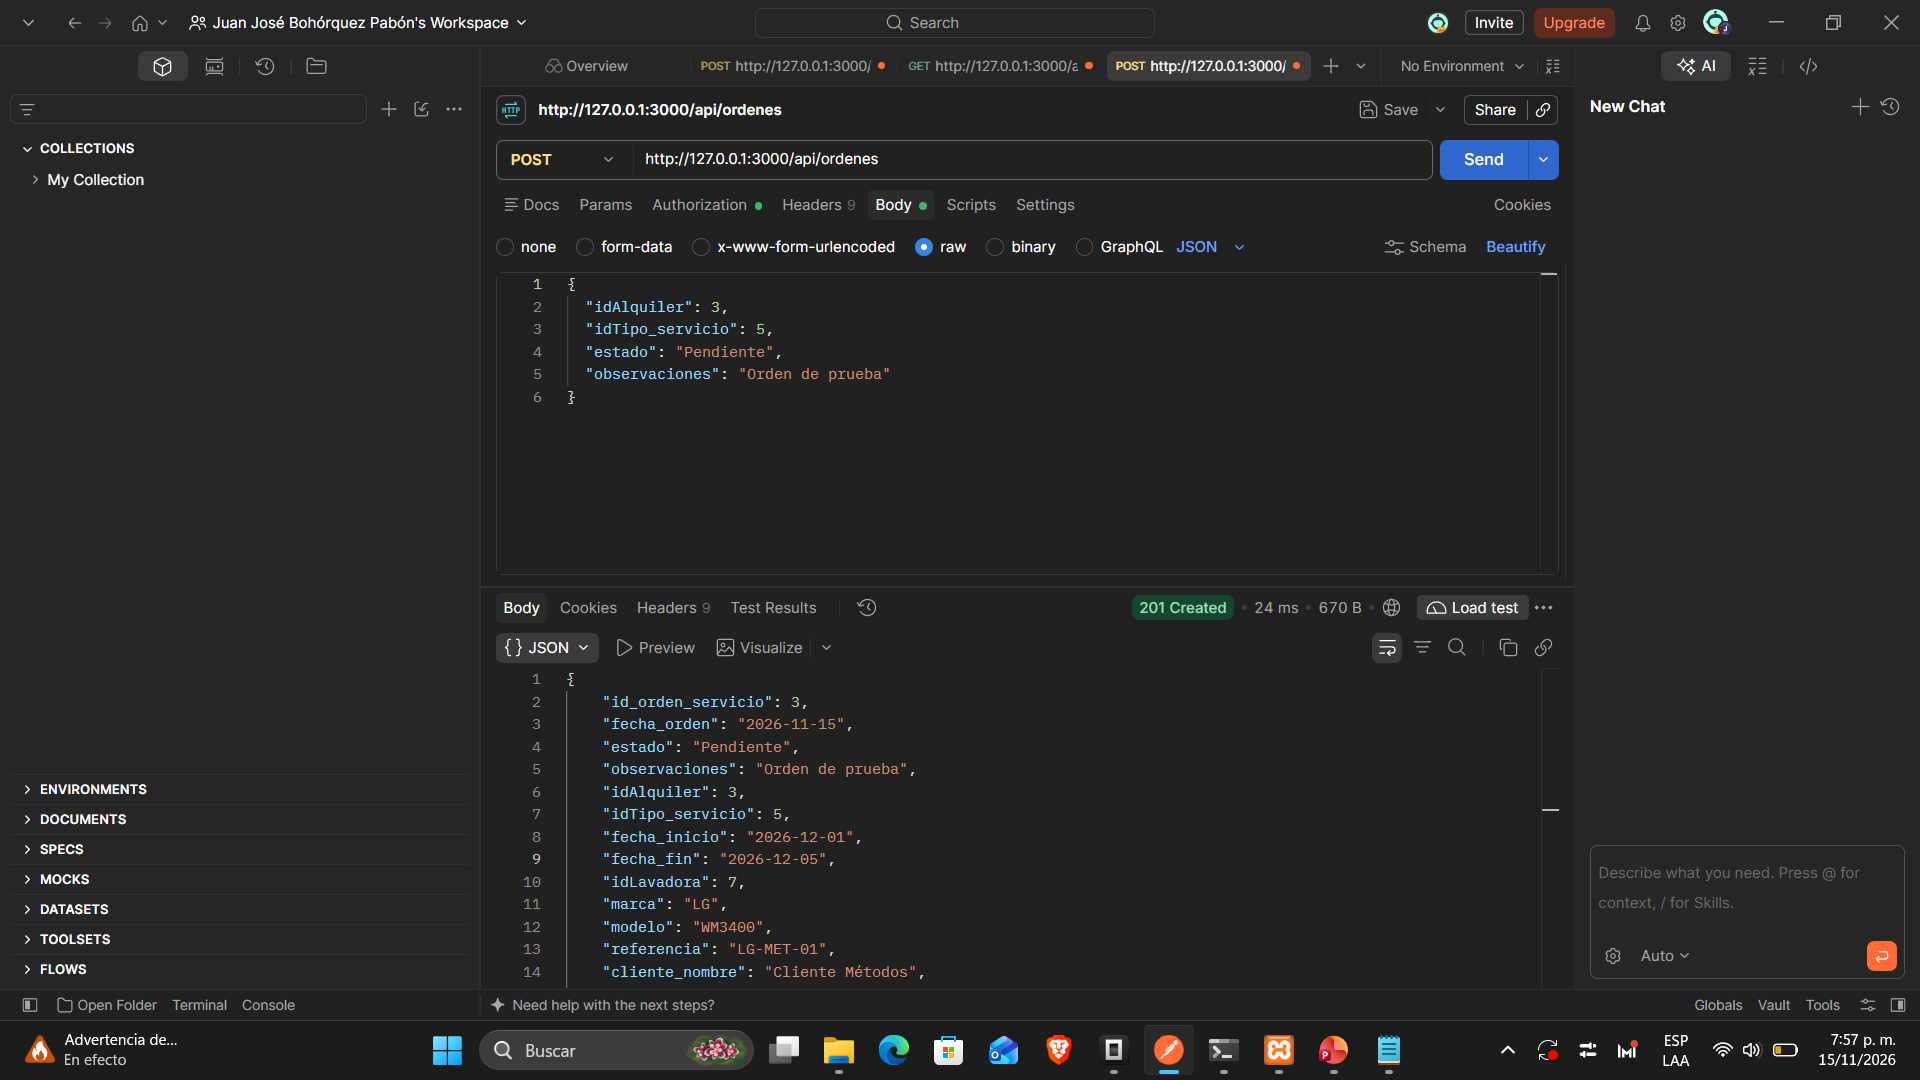 Juan José Bohórquez Pabón's Workspace
Search
Invite
Upgrade
Overview
POST http://127.0.0.1:3000/
GET http://127.0.0.1:3000/a
POST http://127.0.0.1:3000/
No Environment
AI
HTTP
http://127.0.0.1:3000/api/ordenes
Save
Share
New Chat
COLLECTIONS
My Collection
POST
http://127.0.0.1:3000/api/ordenes
Send
Docs
Params
Authorization
Headers 9
Body
Scripts
Settings
Cookies
none
form-data
x-www-form-urlencoded
raw
binary
GraphQL
JSON
Schema
Beautify
1 {
2 "idAlquiler": 3,
3 "idTipo_servicio": 5,
4 "estado": "Pendiente",
5 "observaciones": "Orden de prueba"
6 }
Body
Cookies
Headers 9
Test Results
201 Created
24 ms
670 B
Load test
{} JSON
Preview
Visualize
1 {
2 "id_orden_servicio": 3,
3 "fecha_orden": "2026-11-15",
4 "estado": "Pendiente",
5 "observaciones": "Orden de prueba",
6 "idAlquiler": 3,
7 "idTipo_servicio": 5,
8 "fecha_inicio": "2026-12-01",
9 "fecha_fin": "2026-12-05",
10 "idLavadora": 7,
11 "marca": "LG",
12 "modelo": "WM3400",
13 "referencia": "LG-MET-01",
14 "cliente_nombre": "Cliente Métodos",
ENVIRONMENTS
DOCUMENTS
SPECS
MOCKS
DATASETS
TOOLSETS
FLOWS
Describe what you need. Press @ for
context, / for Skills.
Auto
Open Folder
Terminal
Console
Need help with the next steps?
Globals
Vault
Tools
Advertencia de...
En efecto
Buscar
ESP
LAA
7:57 p. m.
15/11/2026